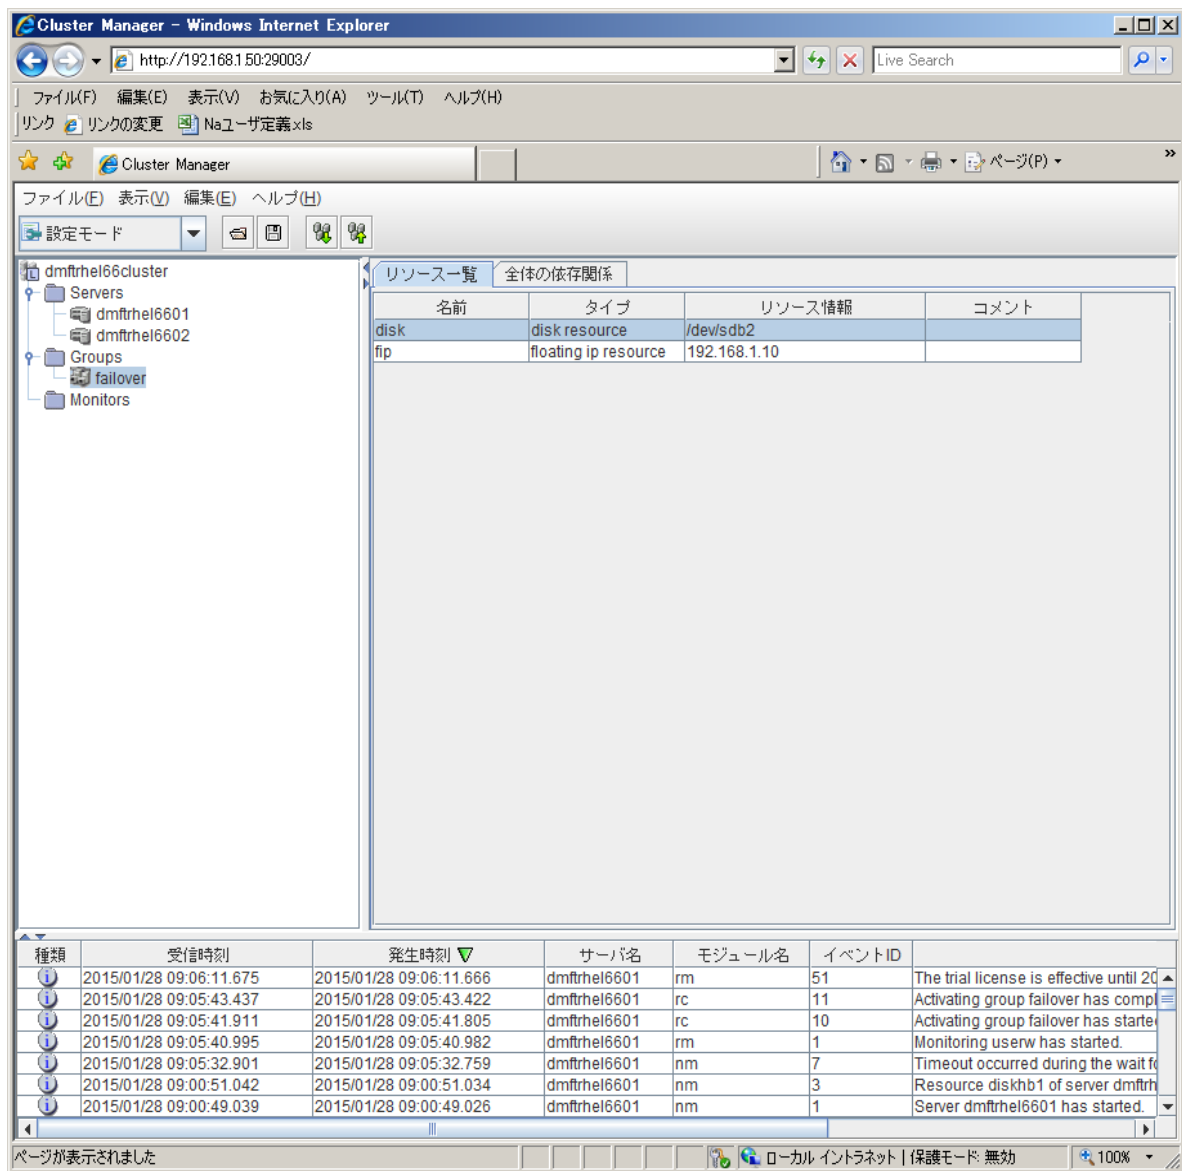 Cluster Manager - Windows Internet Explorer
http://192.168.1.50:29003/
Live Search
ファイル(F) 編集(E) 表示(V) お気に入り(A) ツール(T) ヘルプ(H)
リンク リンクの変更 Naユーザ定義.xls
Cluster Manager
ページ(P)
»
ファイル(F) 表示(V) 編集(E) ヘルプ(H)
設定モード
dmftrhel66cluster
Servers
dmftrhel6601
dmftrhel6602
Groups
failover
Monitors
リソース一覧 全体の依存関係
名前 タイプ リソース情報 コメント
disk disk resource /dev/sdb2
fip floating ip resource 192.168.1.10
種類 受信時刻 発生時刻 サーバ名 モジュール名 イベントID
2015/01/28 09:06:11.675 2015/01/28 09:06:11.666 dmftrhel6601 rm 51 The trial license is effective until 20
2015/01/28 09:05:43.437 2015/01/28 09:05:43.422 dmftrhel6601 rc 11 Activating group failover has compl
2015/01/28 09:05:41.911 2015/01/28 09:05:41.805 dmftrhel6601 rc 10 Activating group failover has starte
2015/01/28 09:05:40.995 2015/01/28 09:05:40.982 dmftrhel6601 rm 1 Monitoring userw has started.
2015/01/28 09:05:32.901 2015/01/28 09:05:32.759 dmftrhel6601 nm 7 Timeout occurred during the wait fo
2015/01/28 09:00:51.042 2015/01/28 09:00:51.034 dmftrhel6601 nm 3 Resource diskhb1 of server dmftrh
2015/01/28 09:00:49.039 2015/01/28 09:00:49.026 dmftrhel6601 nm 1 Server dmftrhel6601 has started.
ページが表示されました ローカル イントラネット | 保護モード: 無効 100%